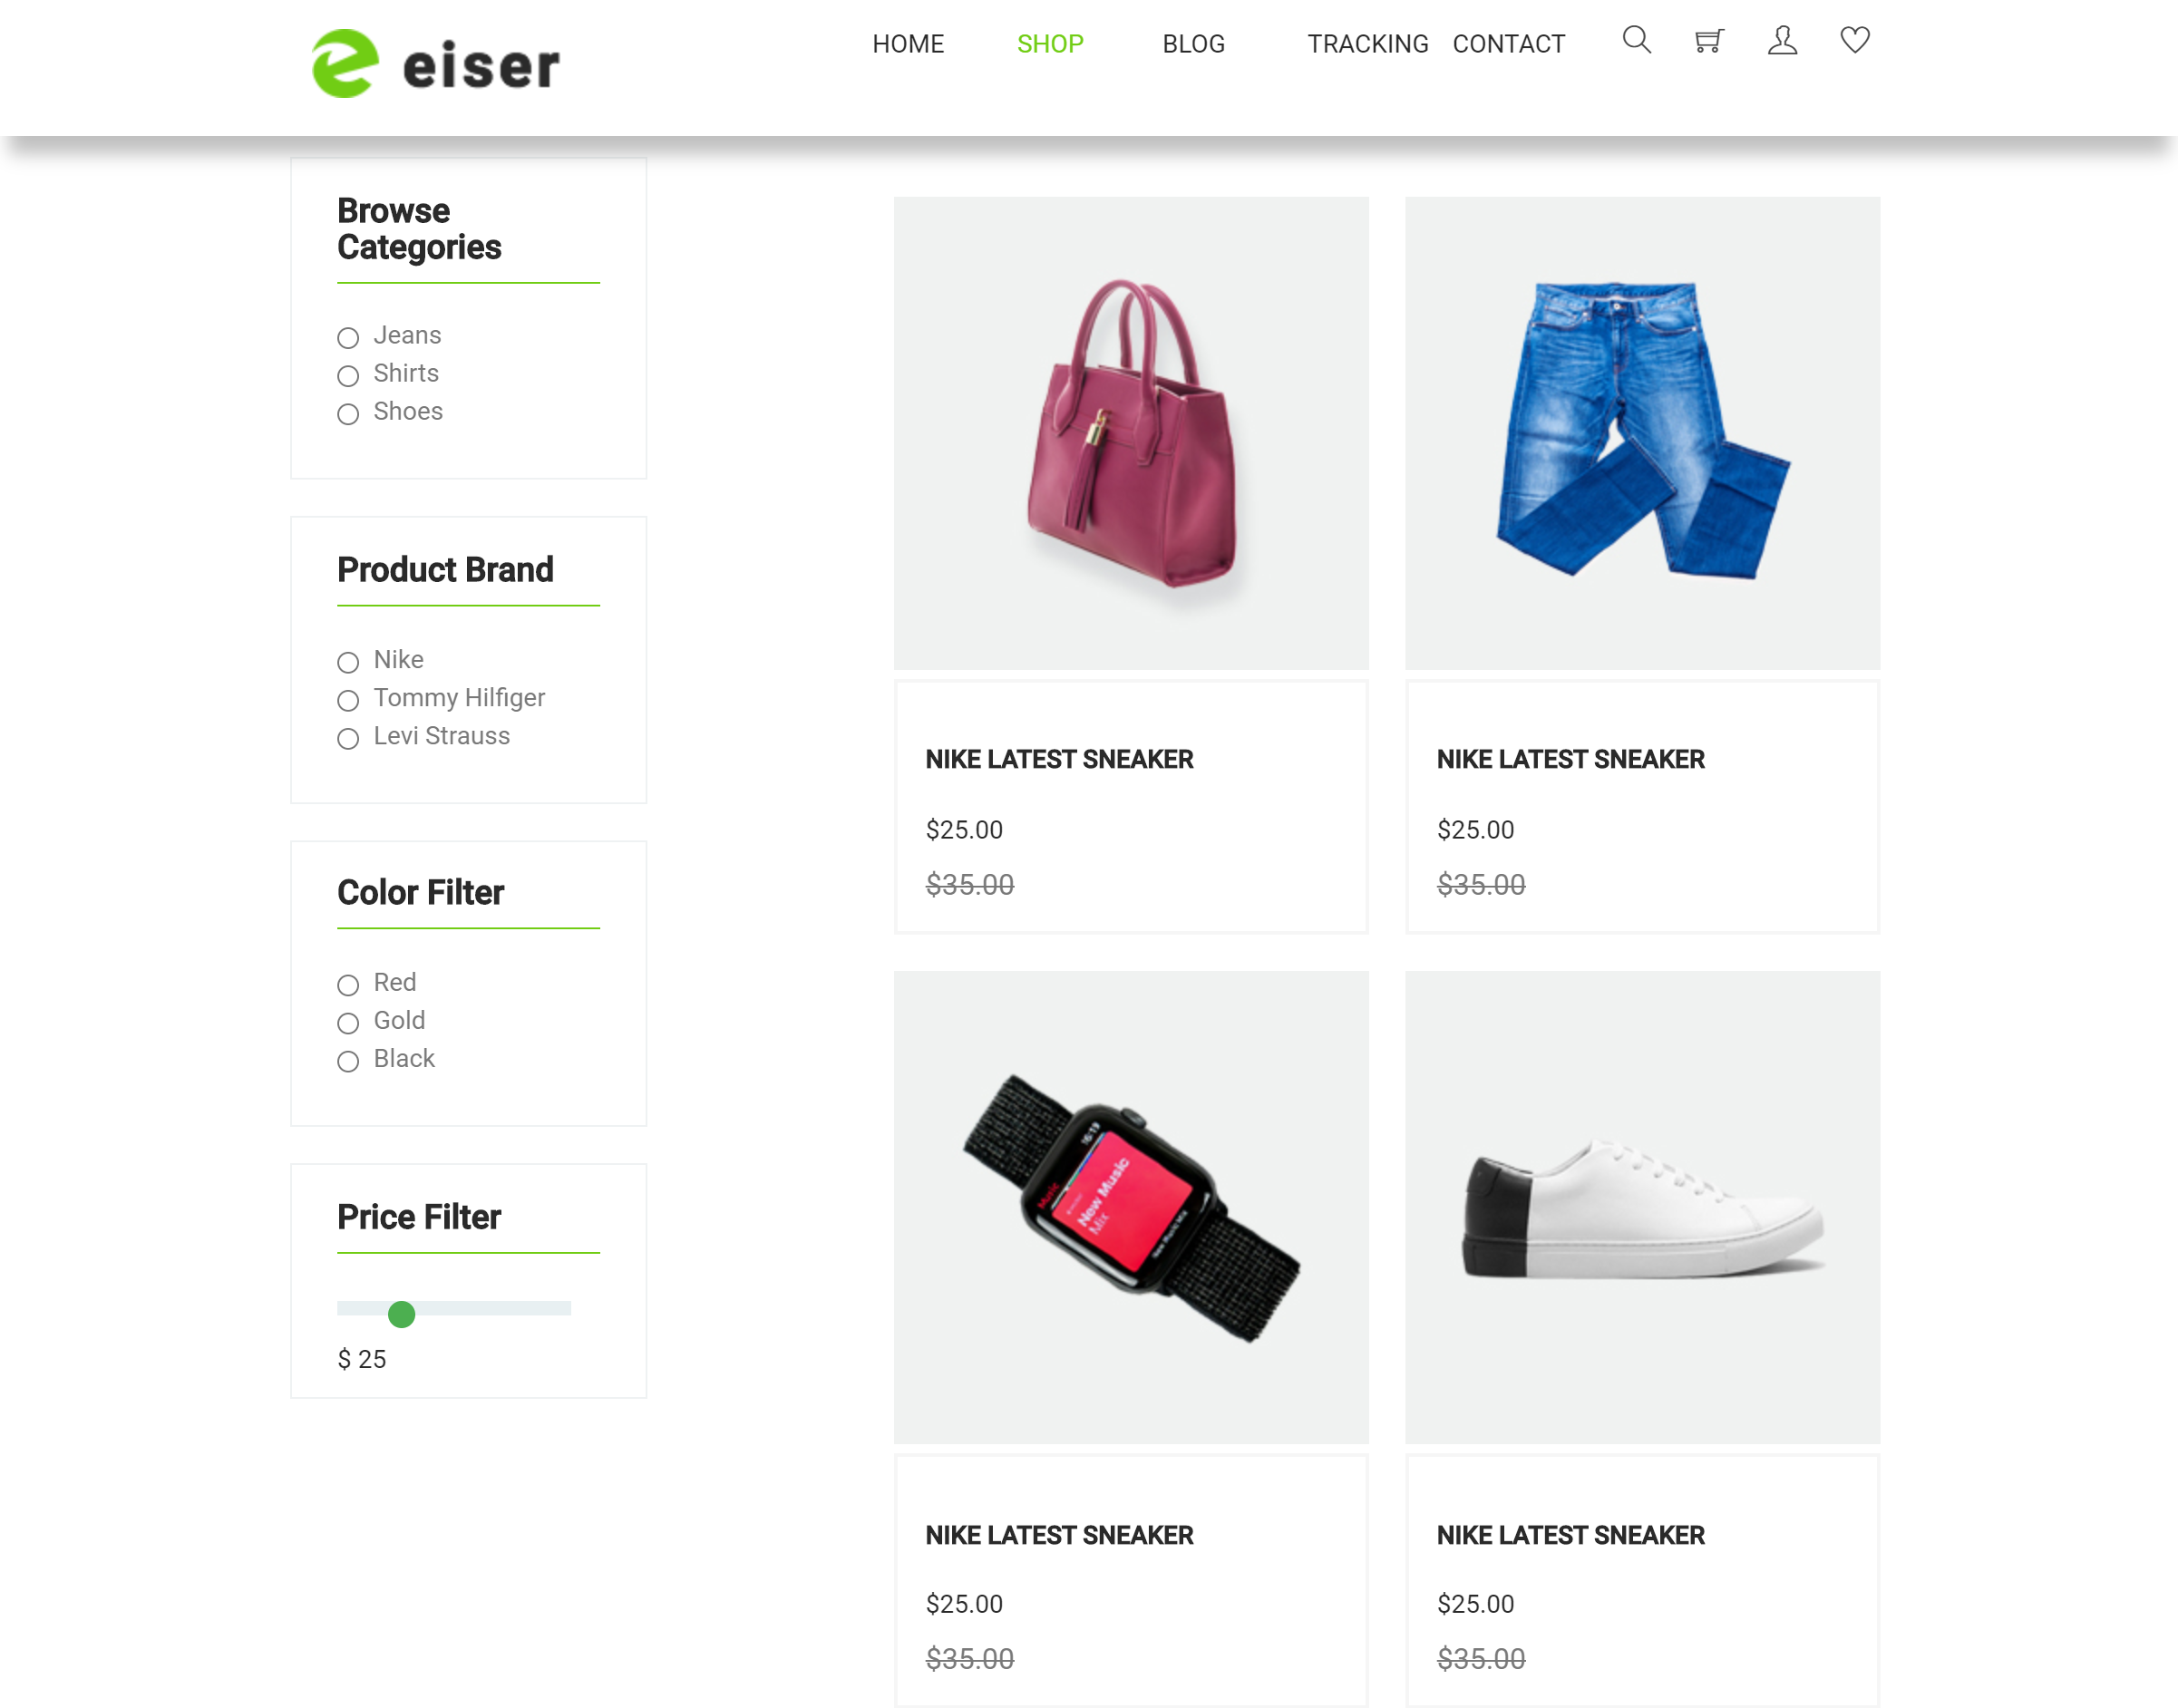 eiser
HOME SHOP BLOG TRACKING CONTACT
Browse
Categories
Jeans
Shirts
Shoes
Product Brand
Nike
Tommy Hilfiger
Levi Strauss
Color Filter
Red
Gold
Black
Price Filter
$ 25
NIKE LATEST SNEAKER
$25.00
$35.00
NIKE LATEST SNEAKER
$25.00
$35.00
16:19
Music
New Music
Mix
NIKE LATEST SNEAKER
$25.00
$35.00
NIKE LATEST SNEAKER
$25.00
$35.00